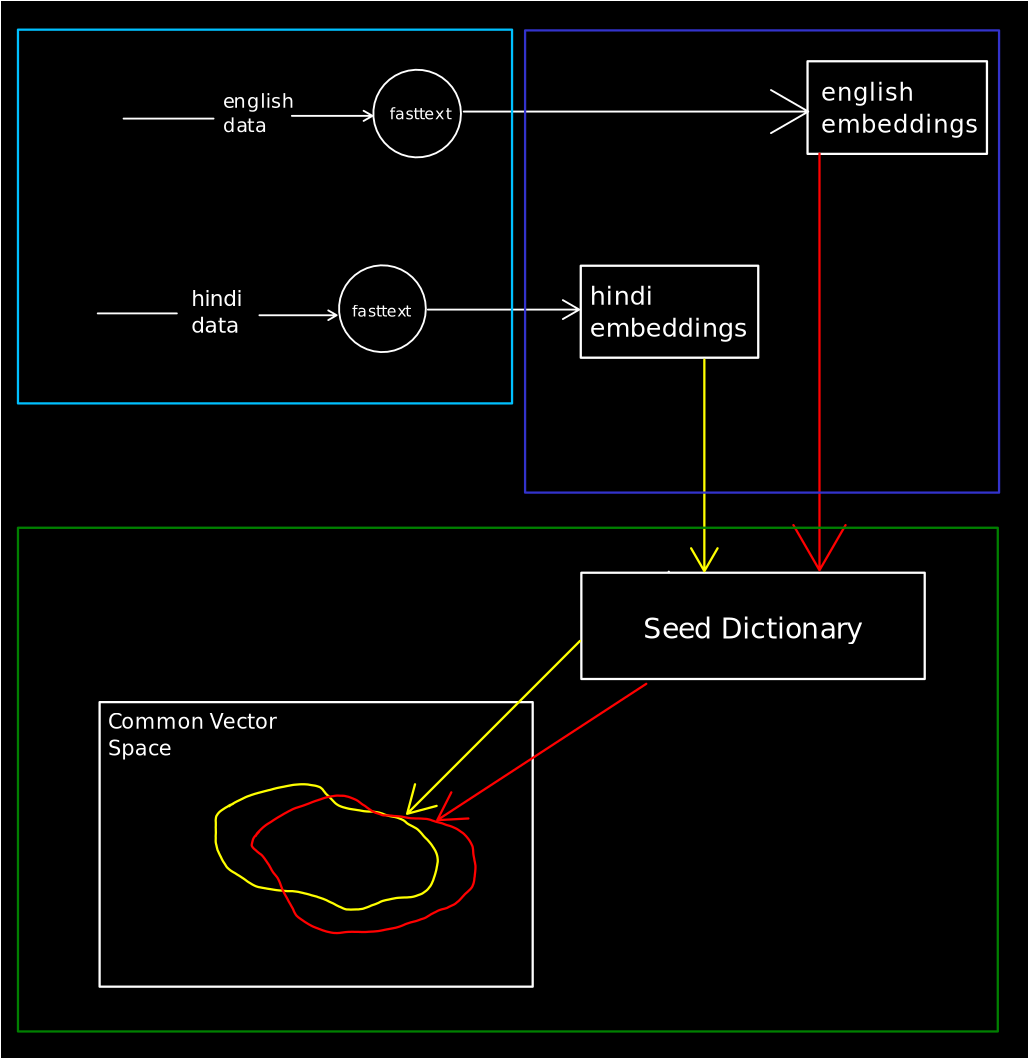 english
data
fasttext
english
embeddings
hindi
data
fasttext
hindi
embeddings
Seed Dictionary
Common Vector
Space